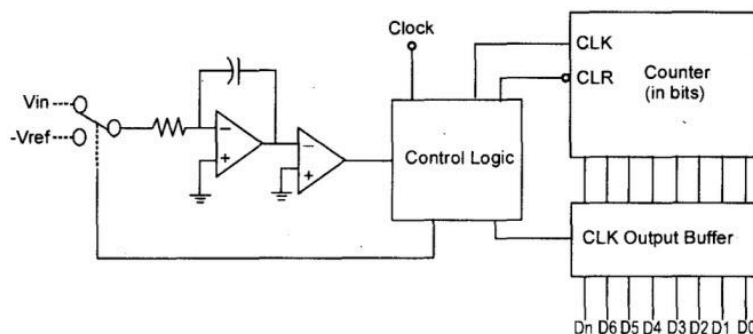 Clock
CLK
CLR
Counter
(in bits)
Vin
-Vref
−
+
−
+
Control Logic
CLK Output Buffer
Dn D6 D5 D4 D3 D2 D1 D0